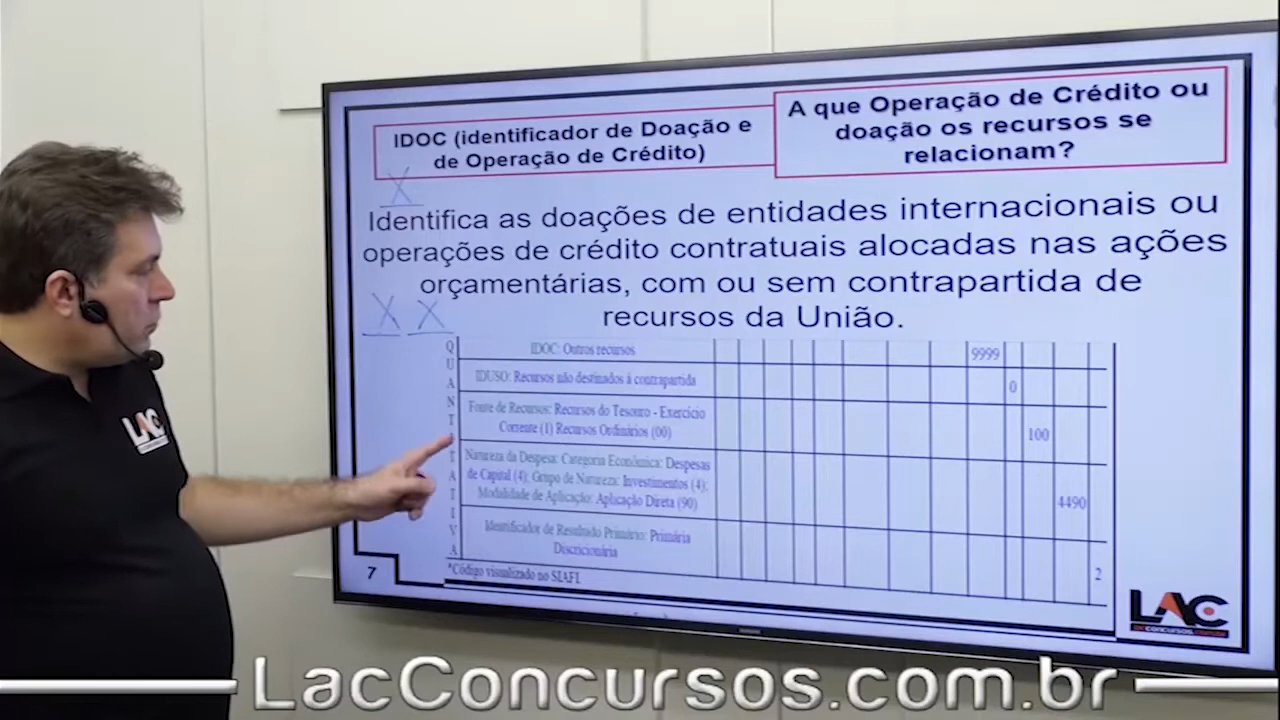 IDOC (identificador de Doação e
de Operação de Crédito)
A que Operação de Crédito ou
doação os recursos se
relacionam?
X
Identifica as doações de entidades internacionais ou
operações de crédito contratuais alocadas nas ações
orçamentárias, com ou sem contrapartida de
recursos da União.
X X
IDOC: Outros recursos 9999
IDUSO: Recursos não destinados à contrapartida 0
Fonte de Recursos: Recursos do Tesouro - Exercício
Corrente (1) Recursos Ordinários (00) 100
Natureza da Despesa: Categoria Econômica: Despesas
de Capital (4); Grupo de Natureza: Investimentos (4);
Modalidade de Aplicação: Aplicação Direta (90) 4490
Identificador de Resultado Primário: Primária
Discricionária 2
*Código visualizado no SIAFI.
7
LAC
LACCONCURSOS.COM.BR
LAC
LacConcursos.com.br